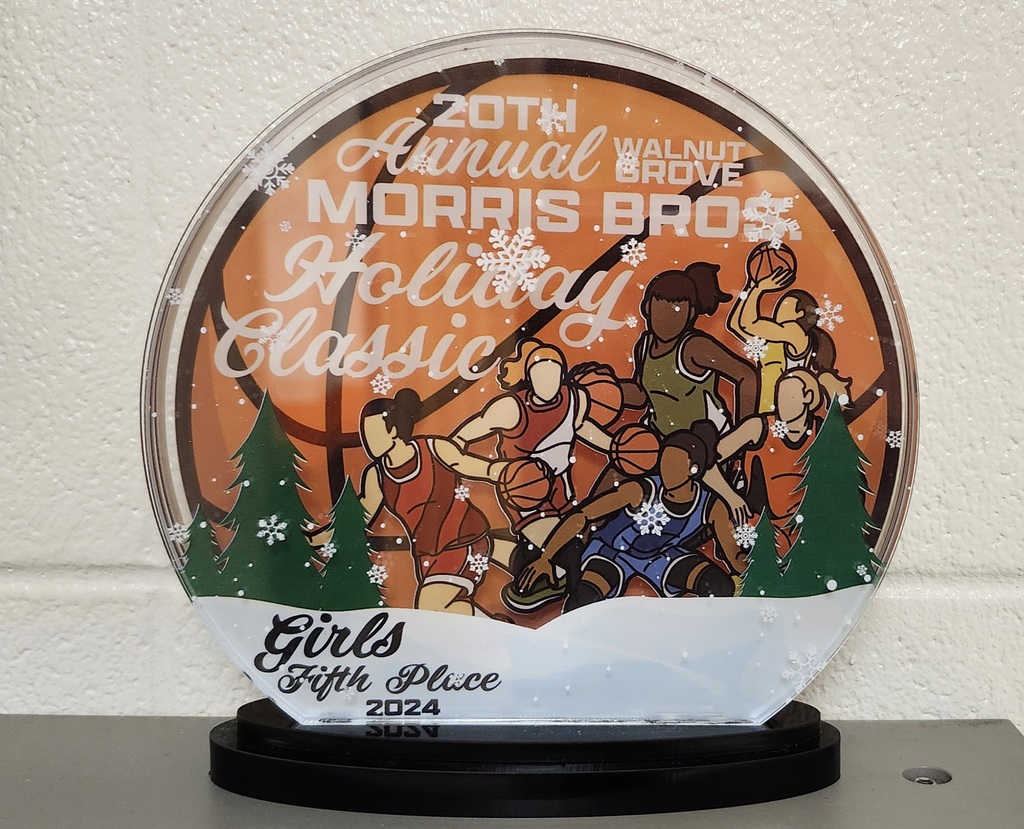 20TH
Annual WALNUT GROVE
MORRIS BROS.
Holiday
Classic
Girls
Fifth Place
2024